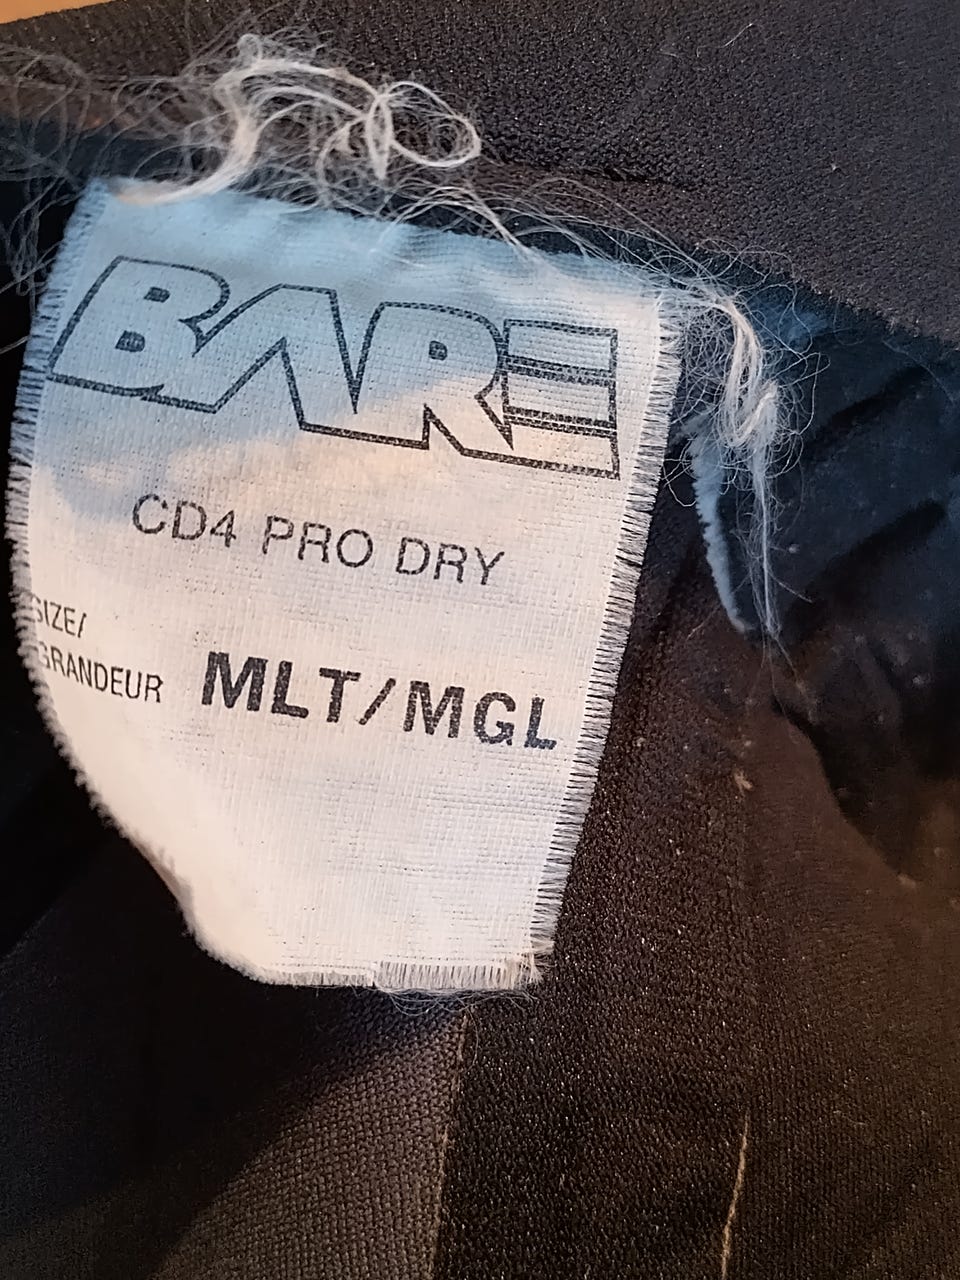 BARE
CD4 PRO DRY
SIZE/
GRANDEUR MLT/MGL